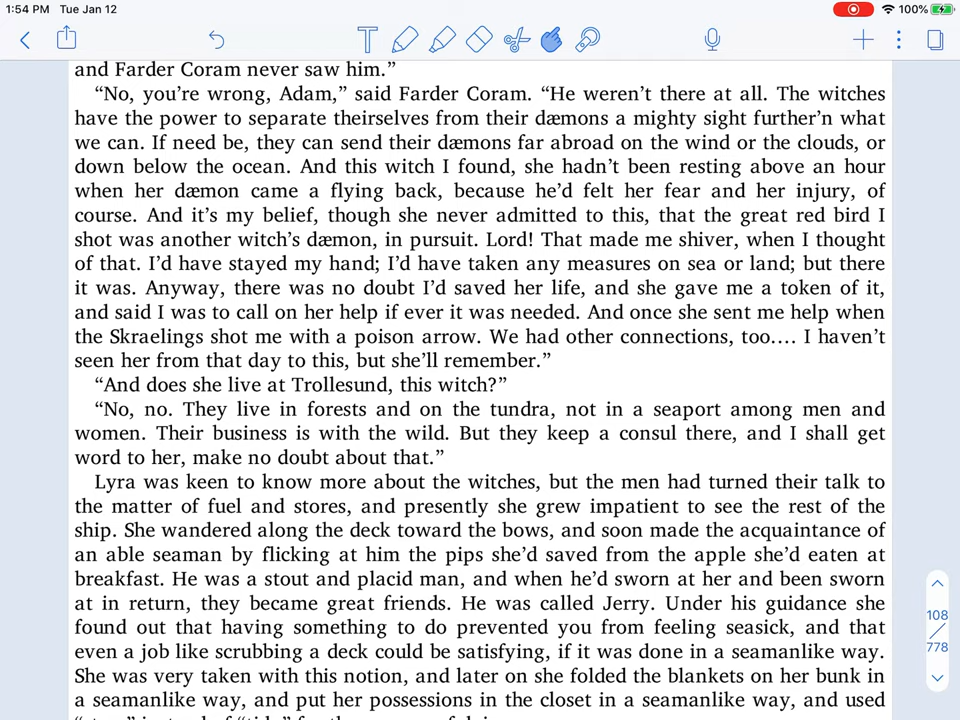 1:54 PM Tue Jan 12
100%
and Farder Coram never saw him.”
“No, you’re wrong, Adam,” said Farder Coram. “He weren’t there at all. The witches
have the power to separate theirselves from their dæmons a mighty sight further’n what
we can. If need be, they can send their dæmons far abroad on the wind or the clouds, or
down below the ocean. And this witch I found, she hadn’t been resting above an hour
when her dæmon came a flying back, because he’d felt her fear and her injury, of
course. And it’s my belief, though she never admitted to this, that the great red bird I
shot was another witch’s dæmon, in pursuit. Lord! That made me shiver, when I thought
of that. I’d have stayed my hand; I’d have taken any measures on sea or land; but there
it was. Anyway, there was no doubt I’d saved her life, and she gave me a token of it,
and said I was to call on her help if ever it was needed. And once she sent me help when
the Skraelings shot me with a poison arrow. We had other connections, too.… I haven’t
seen her from that day to this, but she’ll remember.”
“And does she live at Trollesund, this witch?”
“No, no. They live in forests and on the tundra, not in a seaport among men and
women. Their business is with the wild. But they keep a consul there, and I shall get
word to her, make no doubt about that.”
Lyra was keen to know more about the witches, but the men had turned their talk to
the matter of fuel and stores, and presently she grew impatient to see the rest of the
ship. She wandered along the deck toward the bows, and soon made the acquaintance of
an able seaman by flicking at him the pips she’d saved from the apple she’d eaten at
breakfast. He was a stout and placid man, and when he’d sworn at her and been sworn
at in return, they became great friends. He was called Jerry. Under his guidance she
found out that having something to do prevented you from feeling seasick, and that
even a job like scrubbing a deck could be satisfying, if it was done in a seamanlike way.
She was very taken with this notion, and later on she folded the blankets on her bunk in
a seamanlike way, and put her possessions in the closet in a seamanlike way, and used
108
778